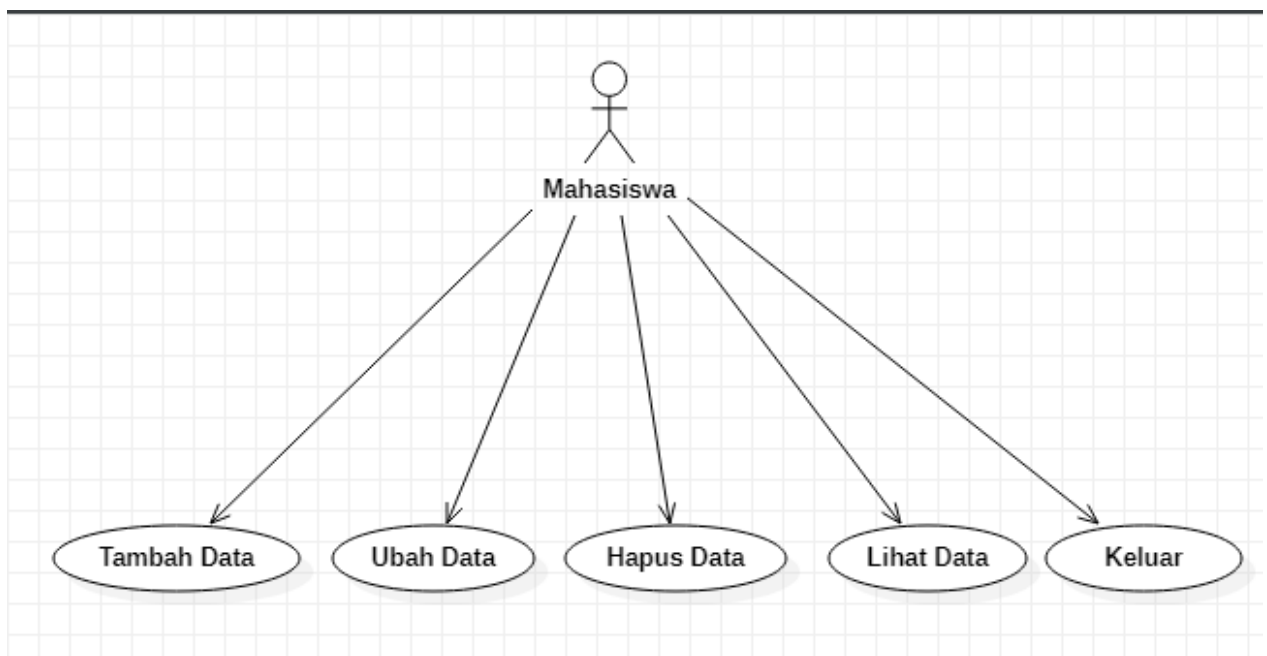 Mahasiswa
Tambah Data
Ubah Data
Hapus Data
Lihat Data
Keluar